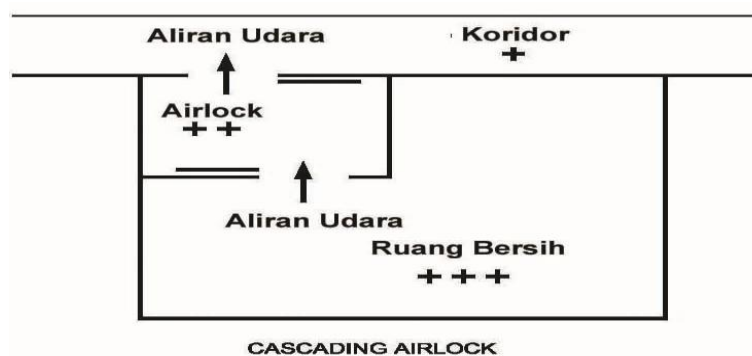 Aliran Udara
Koridor
+
Airlock
+ +
Aliran Udara
Ruang Bersih
+ + +
CASCADING AIRLOCK